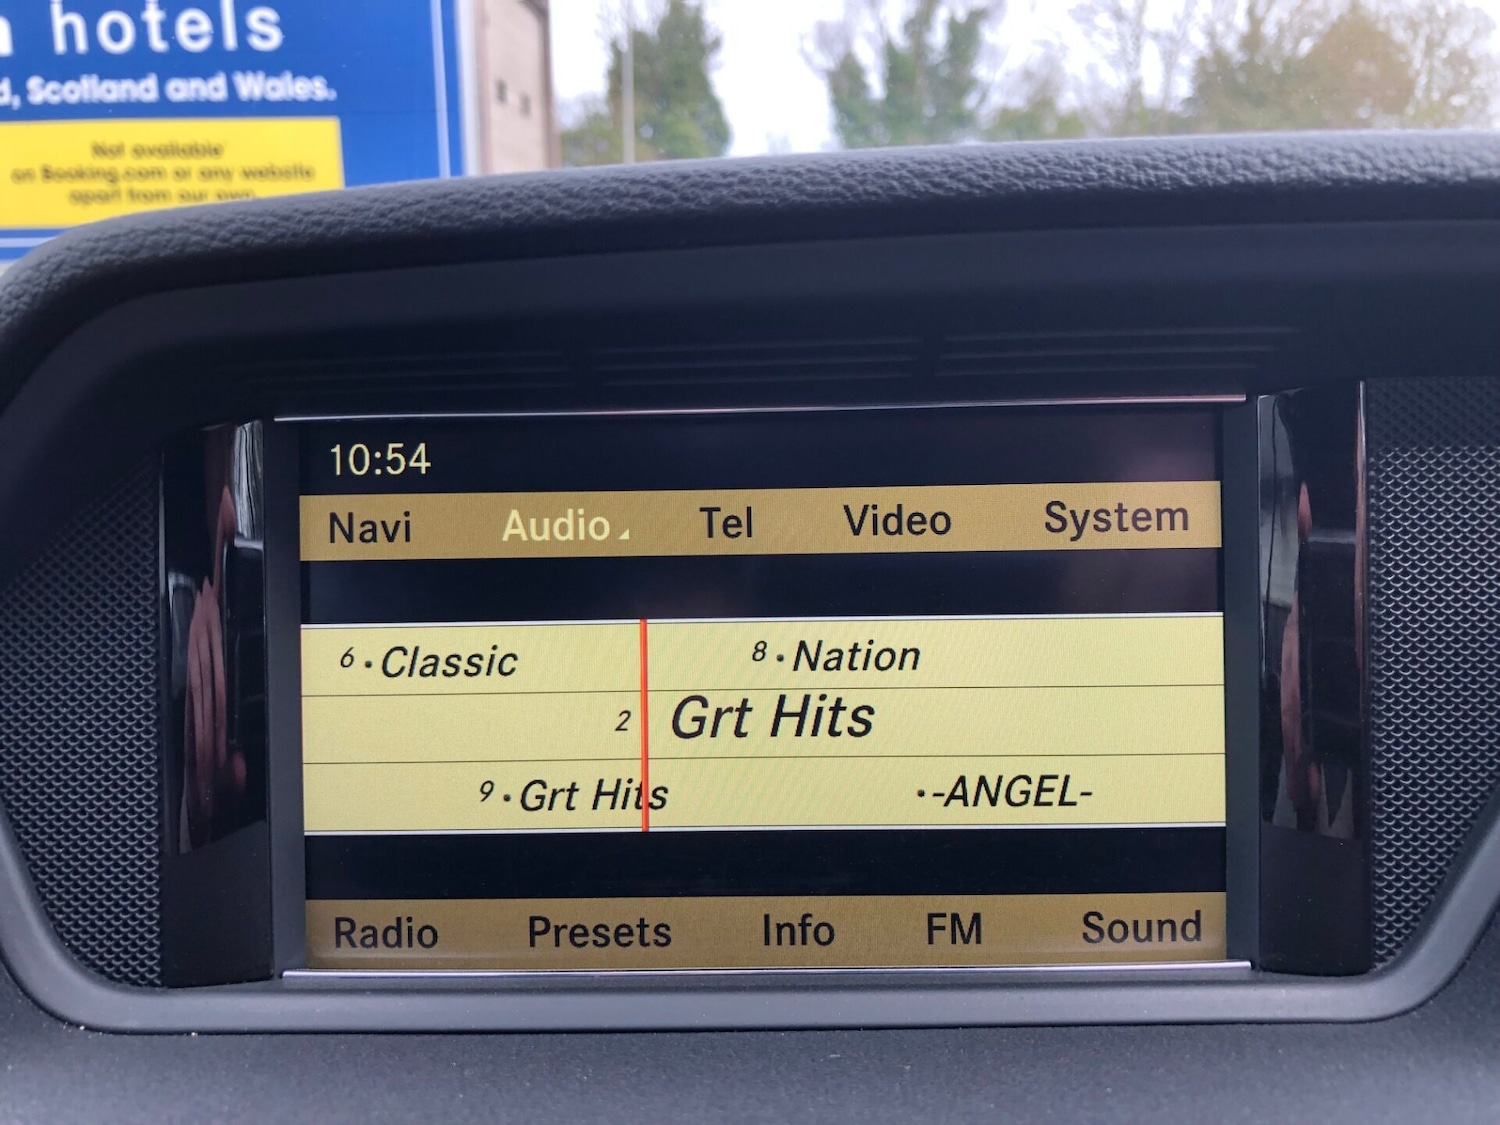 hotels
, Scotland and Wales.
Not available
on Booking.com or any website
apart from our own.
10:54
Navi Audio Tel Video System
6 · Classic 8 · Nation
2 Grt Hits
9 · Grt Hits ·-ANGEL-
Radio Presets Info FM Sound